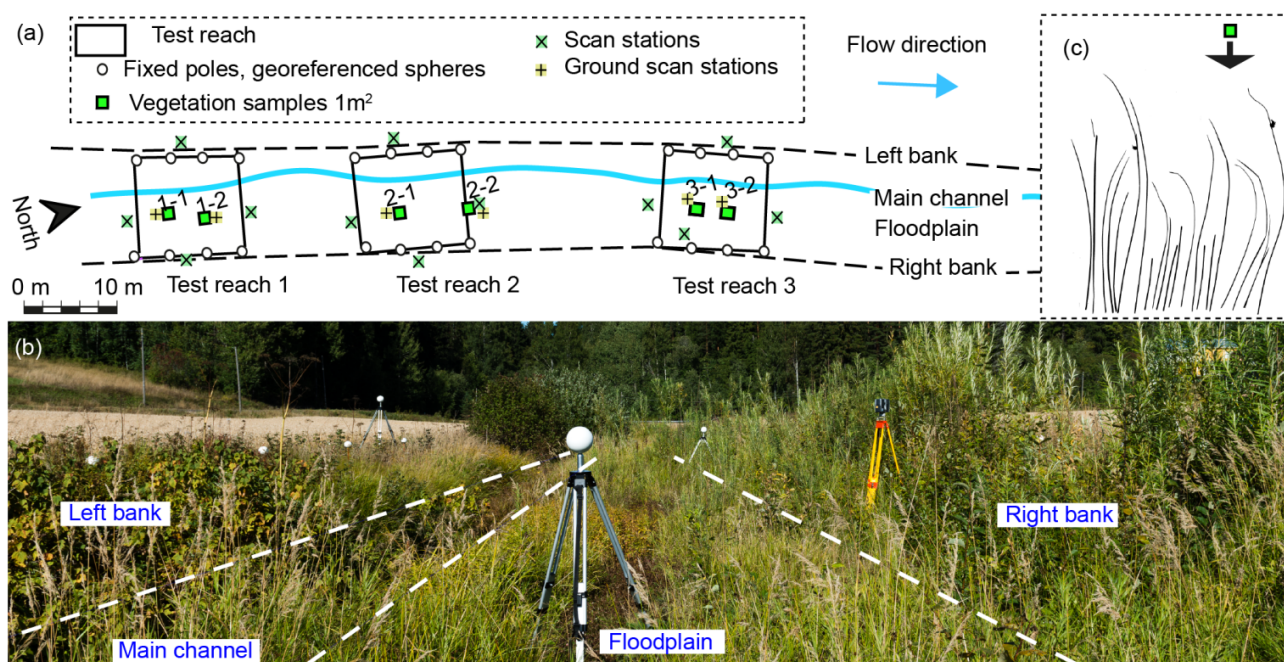 (a)
Test reach
Scan stations
Flow direction
(c)
Fixed poles, georeferenced spheres
Ground scan stations
Vegetation samples 1m²
Left bank
1-1
1-2
2-1
2-2
3-1
3-2
Main channel
North
Floodplain
Right bank
0 m 10 m
Test reach 1
Test reach 2
Test reach 3
(b)
Left bank
Right bank
Main channel
Floodplain